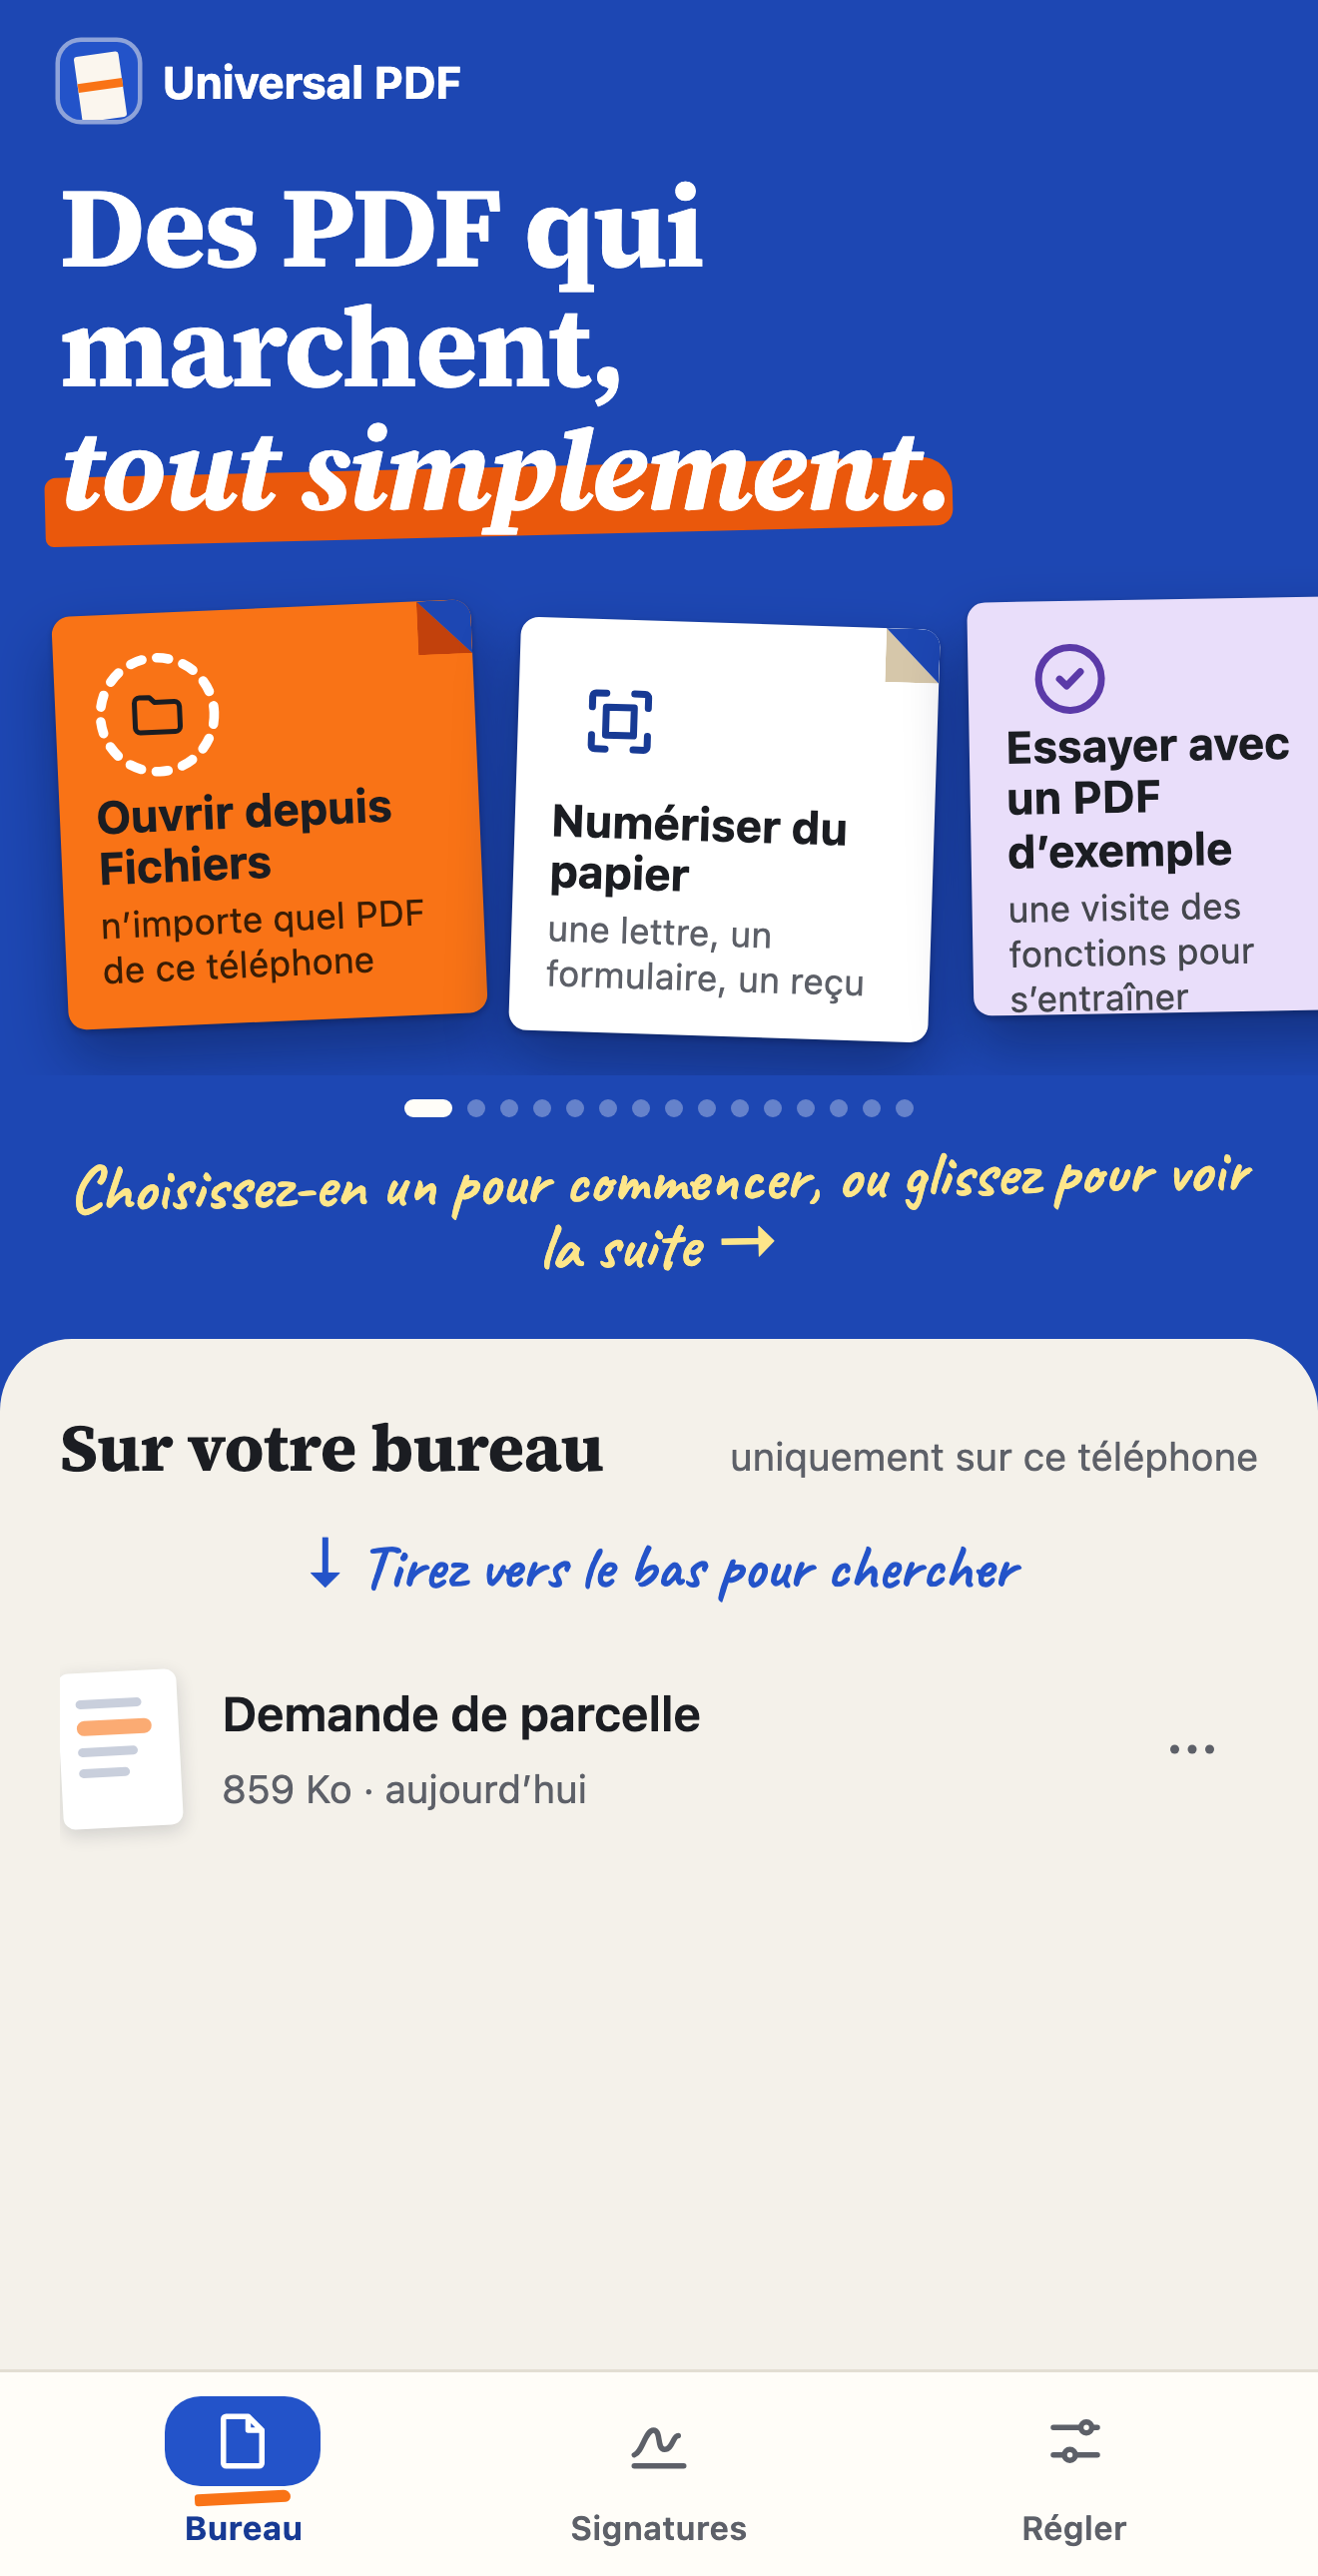 Universal PDF
Des PDF qui
marchent,
tout simplement.
Ouvrir depuis
Fichiers
n’importe quel PDF
de ce téléphone
Numériser du
papier
une lettre, un
formulaire, un reçu
Essayer avec
un PDF
d’exemple
une visite des
fonctions pour
s’entraîner
Choisissez-en un pour commencer, ou glissez pour voir
la suite →
Sur votre bureau
uniquement sur ce téléphone
↓ Tirez vers le bas pour chercher
Demande de parcelle
859 Ko · aujourd’hui
Bureau
Signatures
Régler